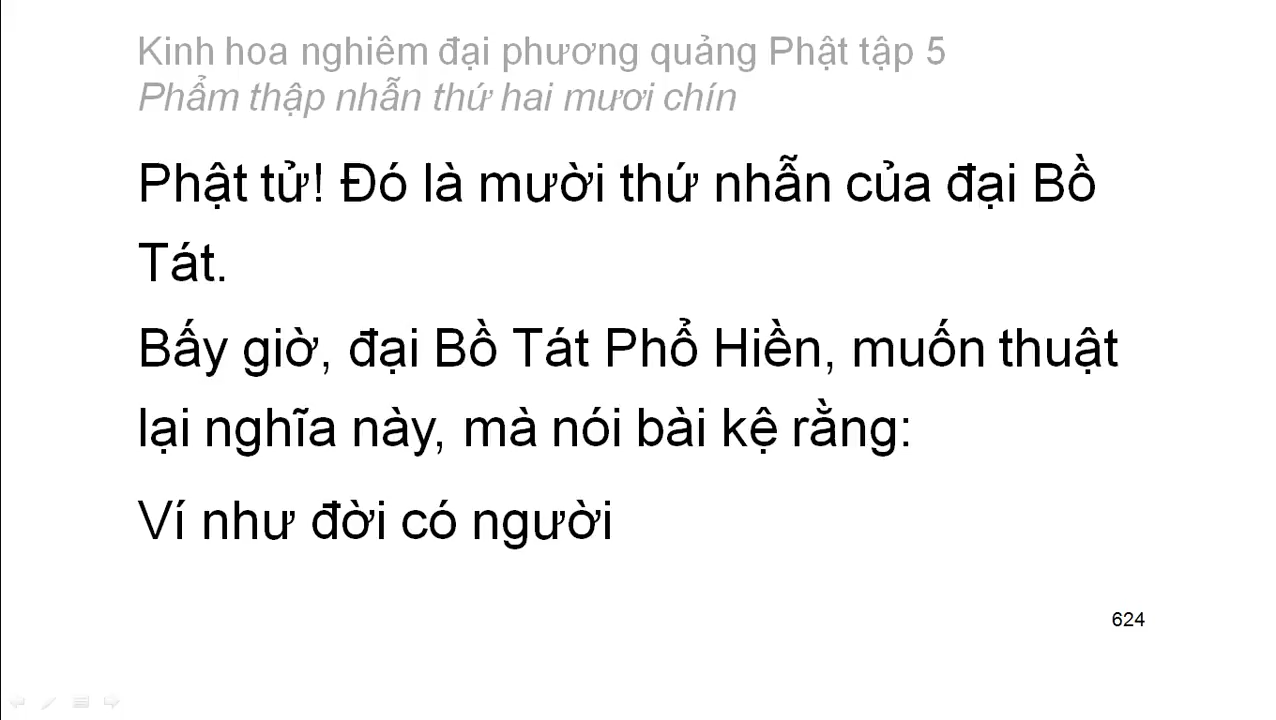 Kinh hoa nghiêm đại phương quảng Phật tập 5
Phẩm thập nhẫn thứ hai mươi chín
Phật tử! Đó là mười thứ nhẫn của đại Bồ
Tát.
Bấy giờ, đại Bồ Tát Phổ Hiền, muốn thuật
lại nghĩa này, mà nói bài kệ rằng:
Ví như đời có người
624